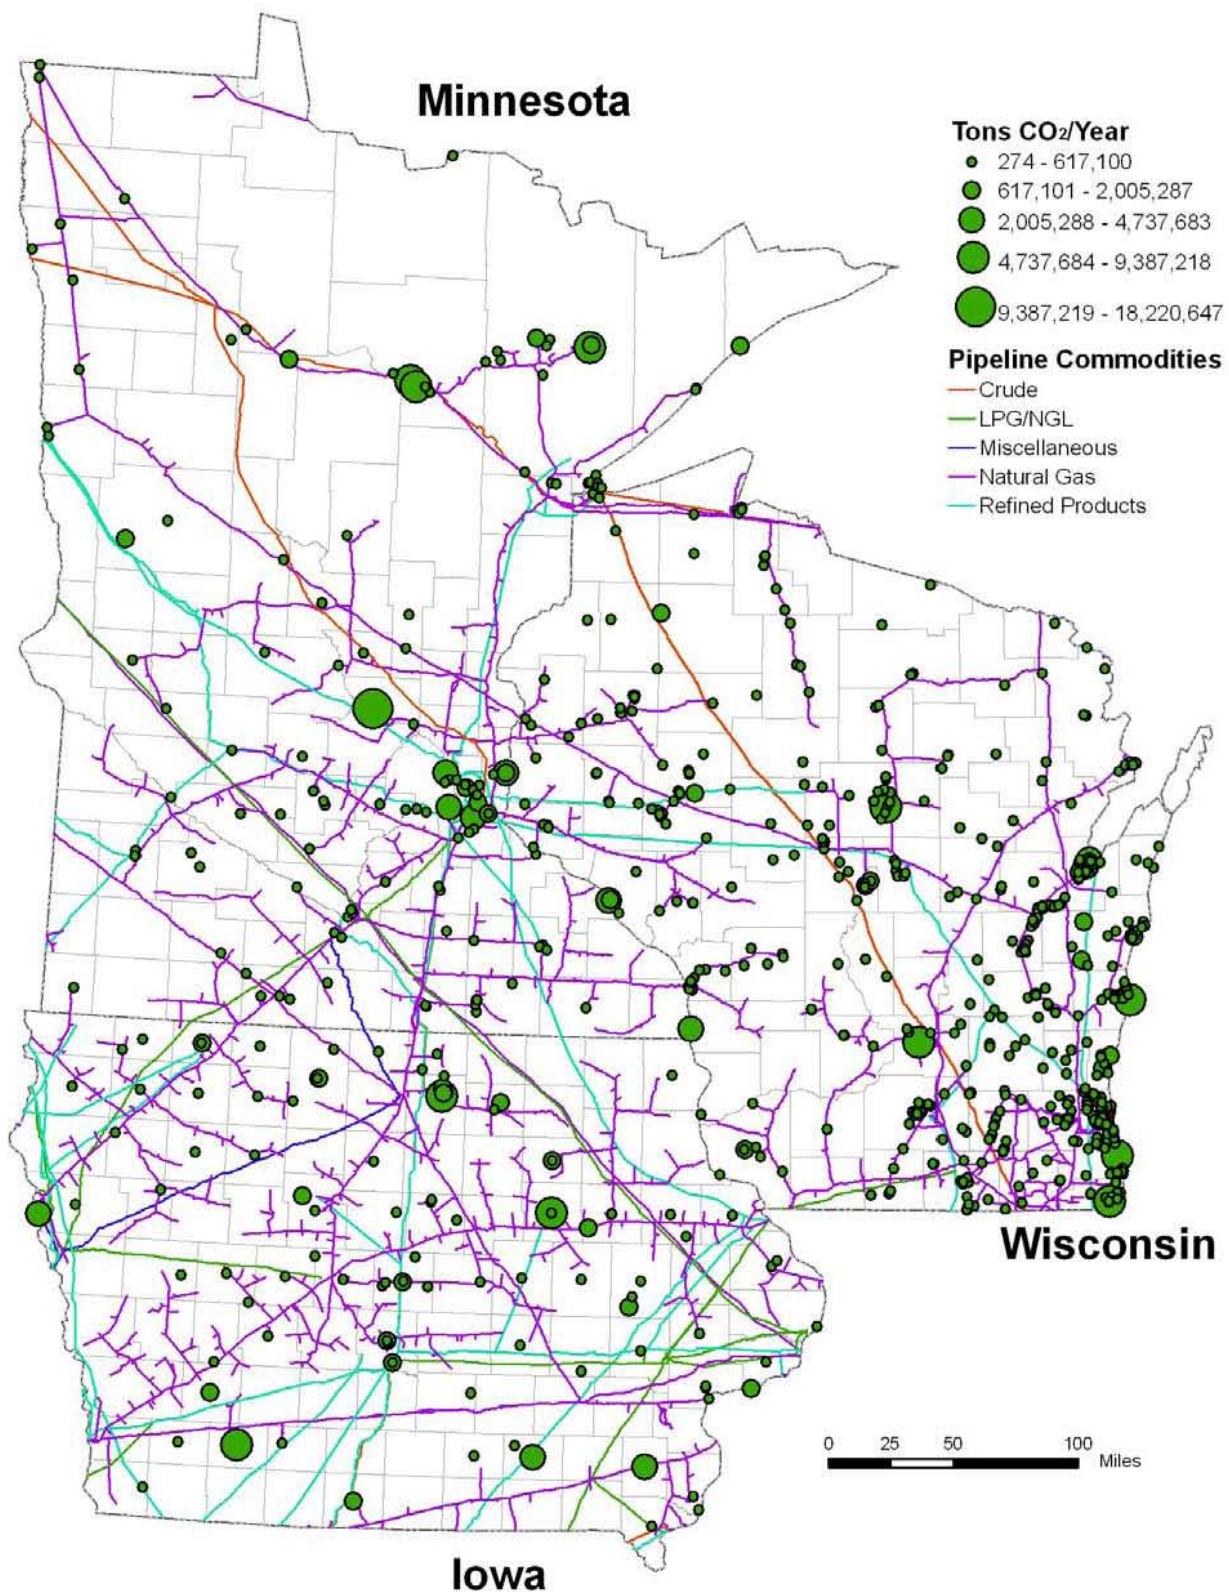 Minnesota
Tons CO₂/Year
274 - 617,100
617,101 - 2,005,287
2,005,288 - 4,737,683
4,737,684 - 9,387,218
9,387,219 - 18,220,647
Pipeline Commodities
Crude
LPG/NGL
Miscellaneous
Natural Gas
Refined Products
Wisconsin
0 25 50 100
Miles
Iowa